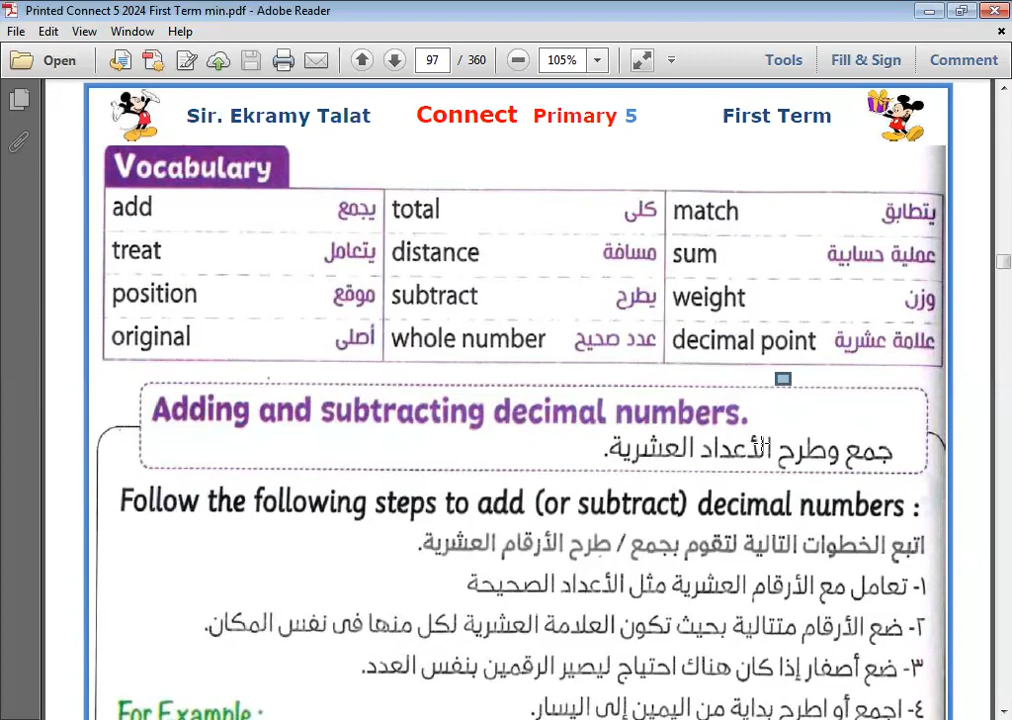 Printed Connect 5 2024 First Term min.pdf - Adobe Reader
File Edit View Window Help
Open 97 / 360 105% Tools Fill & Sign Comment
Sir. Ekramy Talat Connect Primary 5 First Term
Vocabulary
add يجمع total كلى match يتطابق
treat يتعامل distance مسافة sum عملية حسابية
position موقع subtract يطرح weight وزن
original أصلى whole number عدد صحيح decimal point علامة عشرية
Adding and subtracting decimal numbers.
جمع وطرح الأعداد العشرية.
Follow the following steps to add (or subtract) decimal numbers :
اتبع الخطوات التالية لتقوم بجمع / طرح الأرقام العشرية.
١- تعامل مع الأرقام العشرية مثل الأعداد الصحيحة
٢- ضع الأرقام متتالية بحيث تكون العلامة العشرية لكل منها فى نفس المكان.
٣- ضع أصفار إذا كان هناك احتياج ليصير الرقمين بنفس العدد.
٤- اجمع أو اطرح بداية من اليمين إلى اليسار.
For Example :